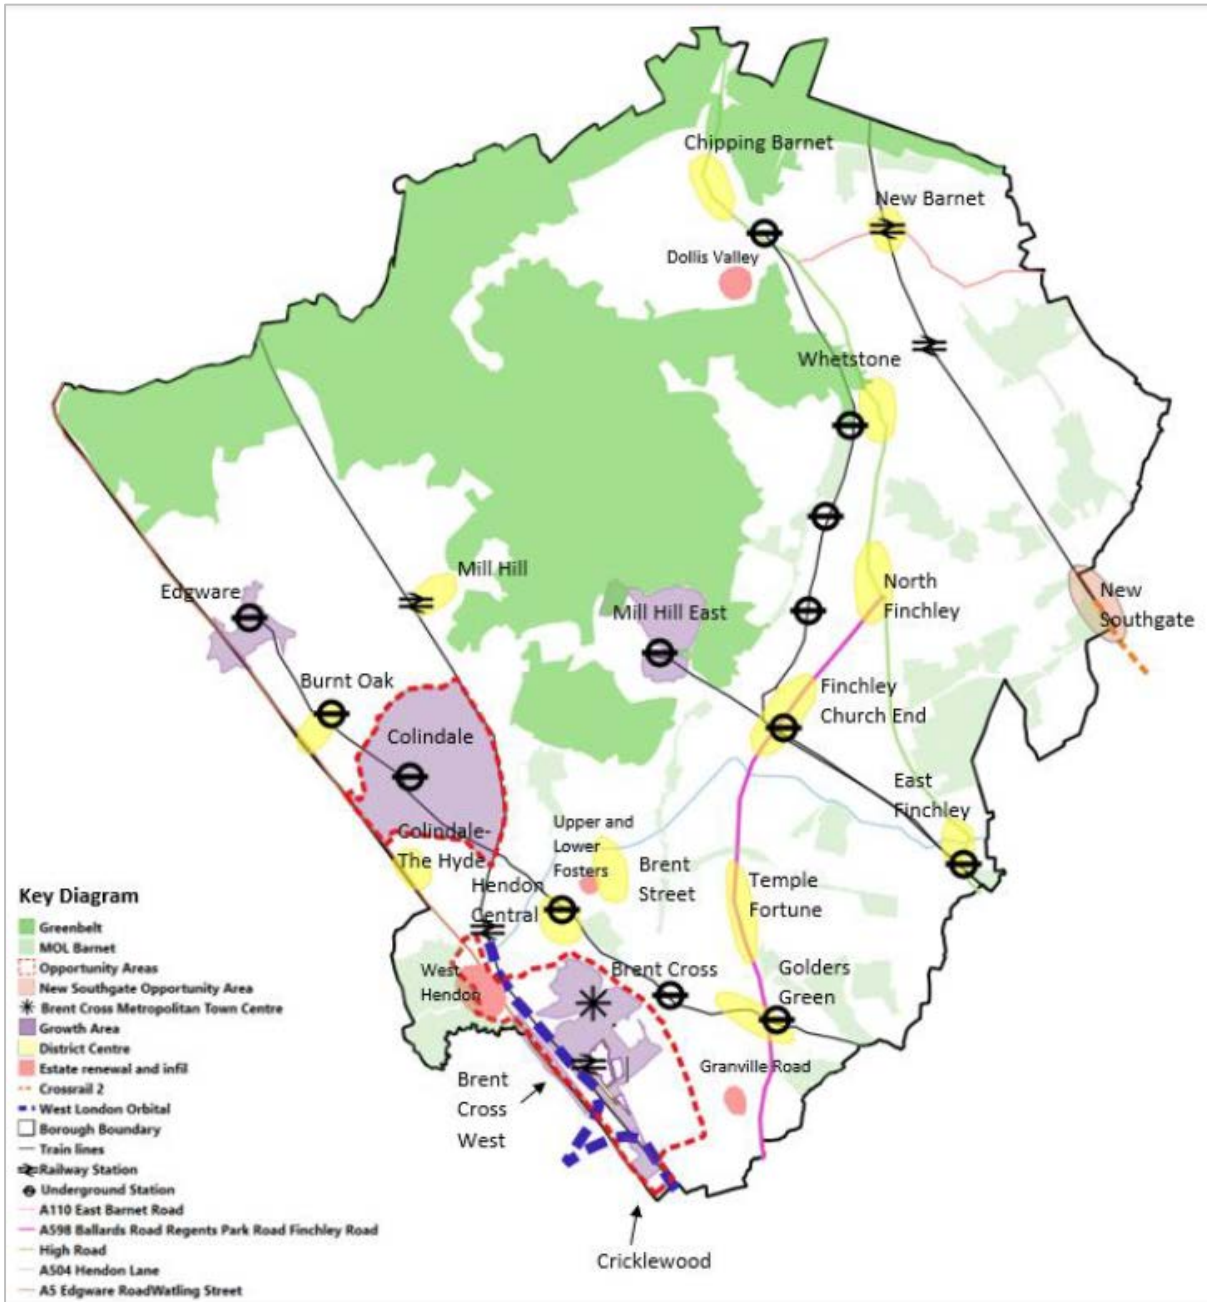 Chipping Barnet
New Barnet
Dollis Valley
Whetstone
Mill Hill
Edgware
Mill Hill East
North
Finchley
New
Southgate
Burnt Oak
Finchley
Church End
Colindale
East
Finchley
Colindale-
The Hyde
Upper and
Lower
Fosters
Brent
Street
Hendon
Central
Temple
Fortune
West
Hendon
Brent Cross
Golders
Green
Granville Road
Brent
Cross
West
Cricklewood
Key Diagram
Greenbelt
MOL Barnet
Opportunity Areas
New Southgate Opportunity Area
Brent Cross Metropolitan Town Centre
Growth Area
District Centre
Estate renewal and infil
Crossrail 2
West London Orbital
Borough Boundary
Train lines
Railway Station
Underground Station
A110 East Barnet Road
A598 Ballards Road Regents Park Road Finchley Road
High Road
A504 Hendon Lane
A5 Edgware RoadWatling Street